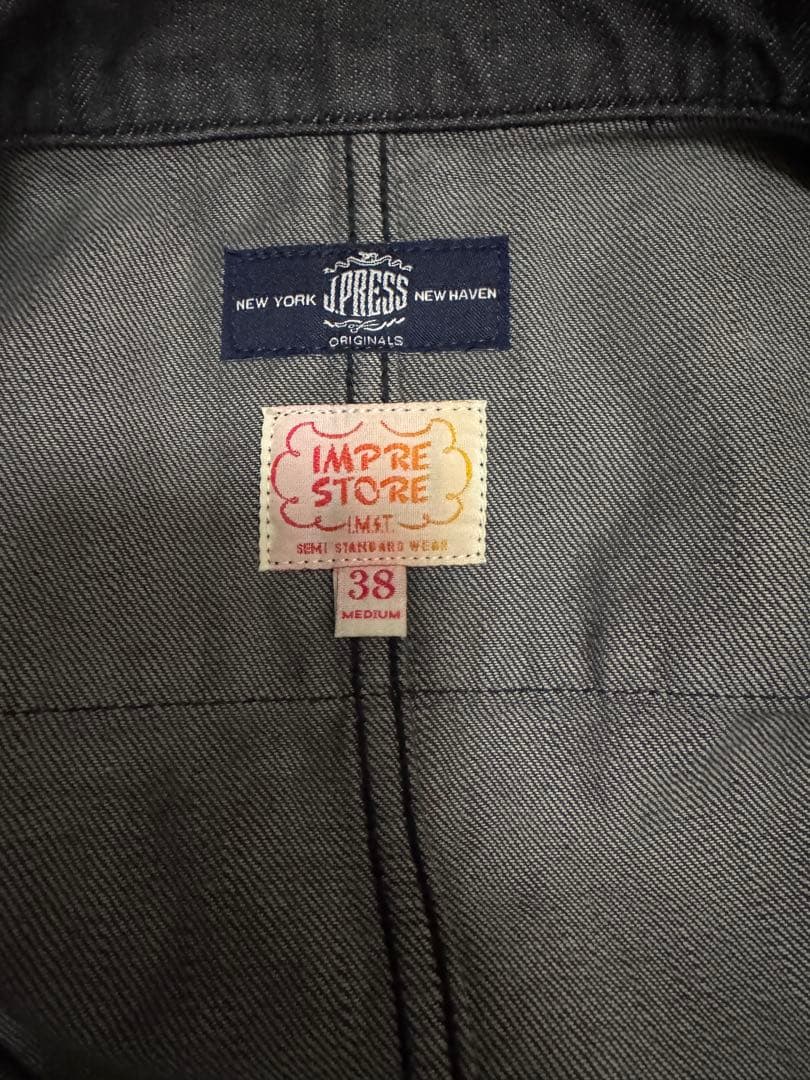 NEW YORK J.PRESS NEW HAVEN
ORIGINALS
IMPRE
STORE
I.M.S.T.
SEMI STANDARD WEAR
38
MEDIUM